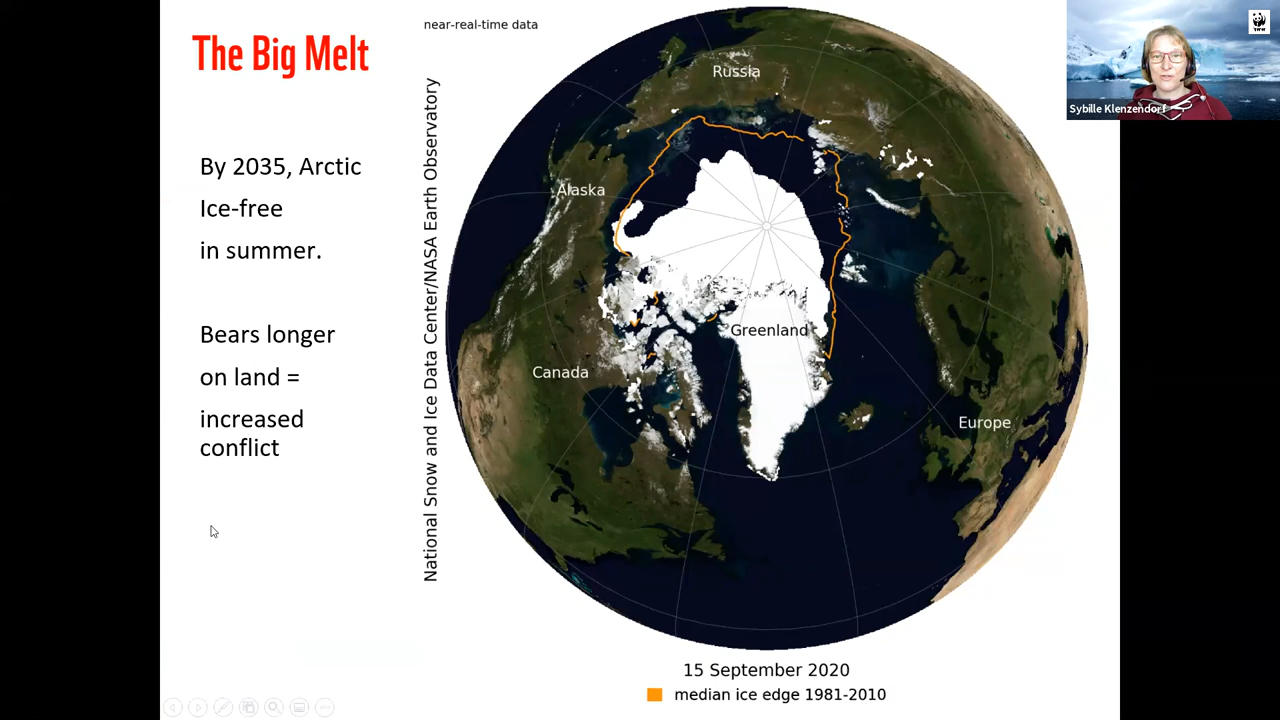 The Big Melt
By 2035, Arctic
Ice-free
in summer.
Bears longer
on land =
increased
conflict
near-real-time data
National Snow and Ice Data Center/NASA Earth Observatory
Russia
Alaska
Greenland
Canada
Europe
15 September 2020
median ice edge 1981-2010
WWF
Sybille Klenzendorf